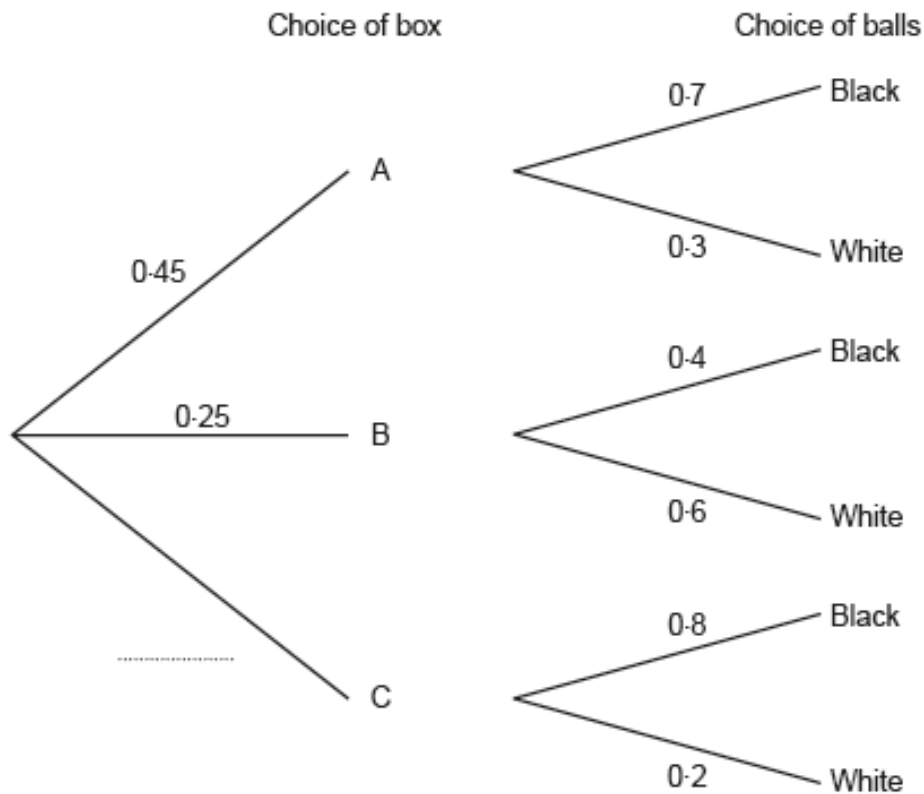 Choice of box Choice of balls
0·7 Black
A
0·45 0·3 White
0·4 Black
0·25 B
0·6 White
0·8 Black
C
0·2 White